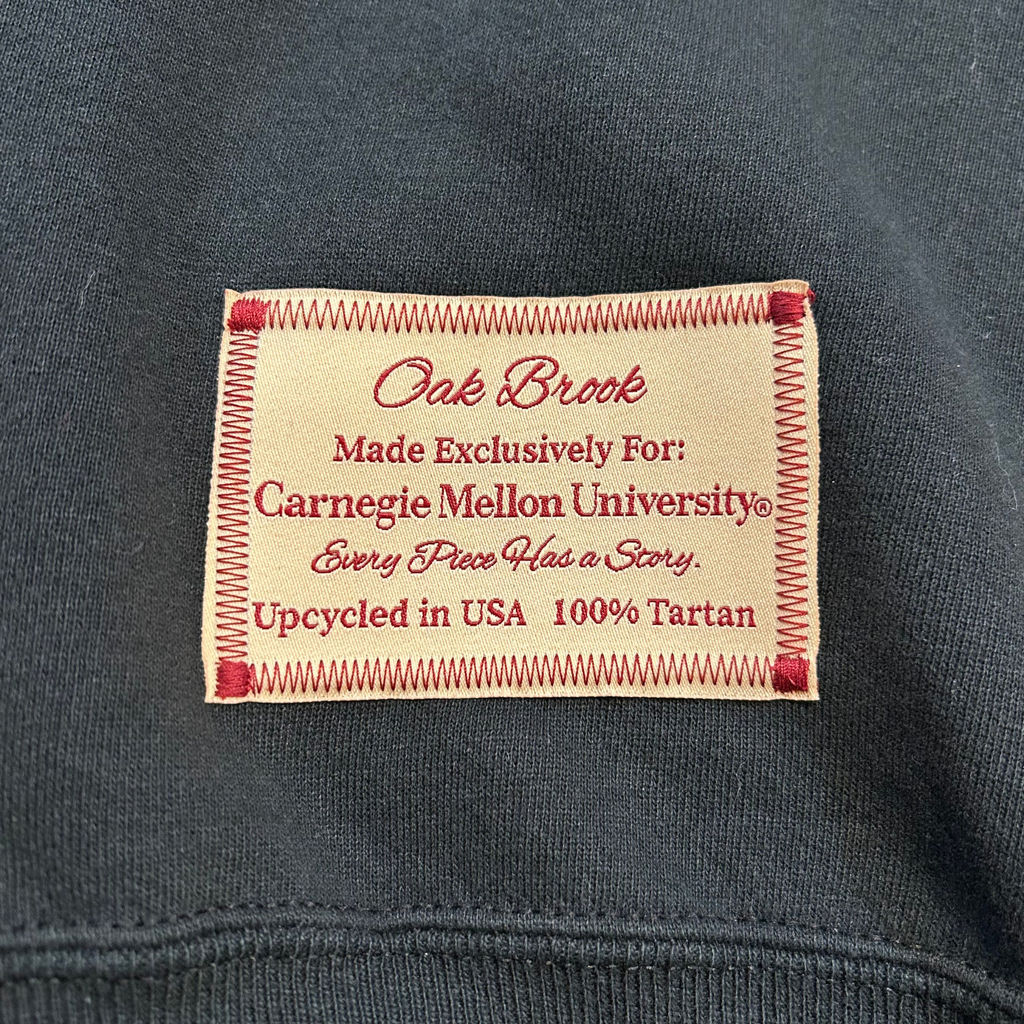 Oak Brook
Made Exclusively For:
Carnegie Mellon University®
Every Piece Has a Story.
Upcycled in USA 100% Tartan